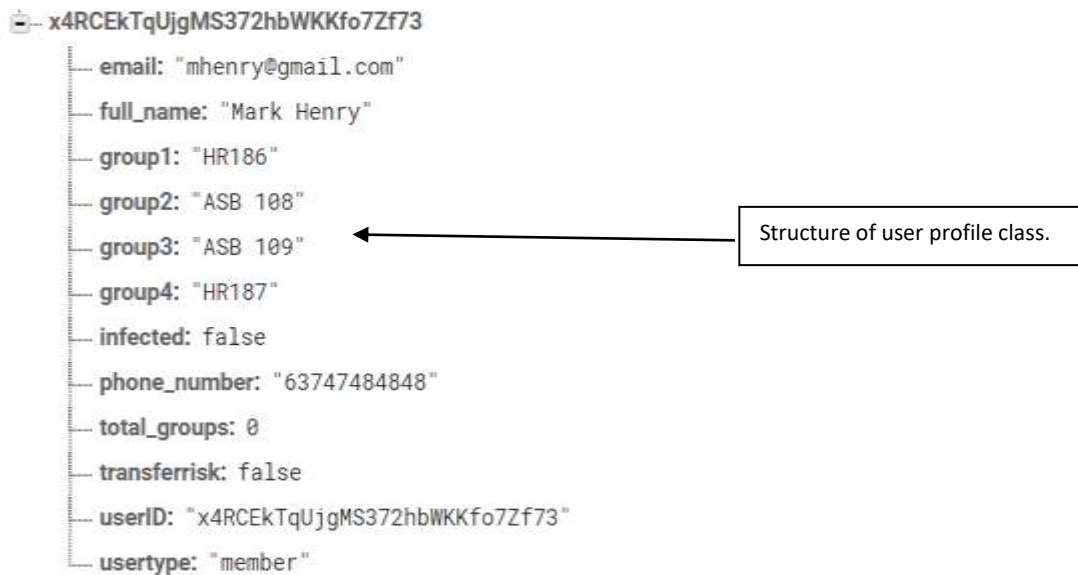 x4RCEkTqUjgMS372hbWKKfo7Zf73
email: "mhenry@gmail.com"
full_name: "Mark Henry"
group1: "HR186"
group2: "ASB 108"
group3: "ASB 109"
group4: "HR187"
infected: false
phone_number: "63747484848"
total_groups: 0
transferrisk: false
userID: "x4RCEkTqUjgMS372hbWKKfo7Zf73"
usertype: "member"
Structure of user profile class.